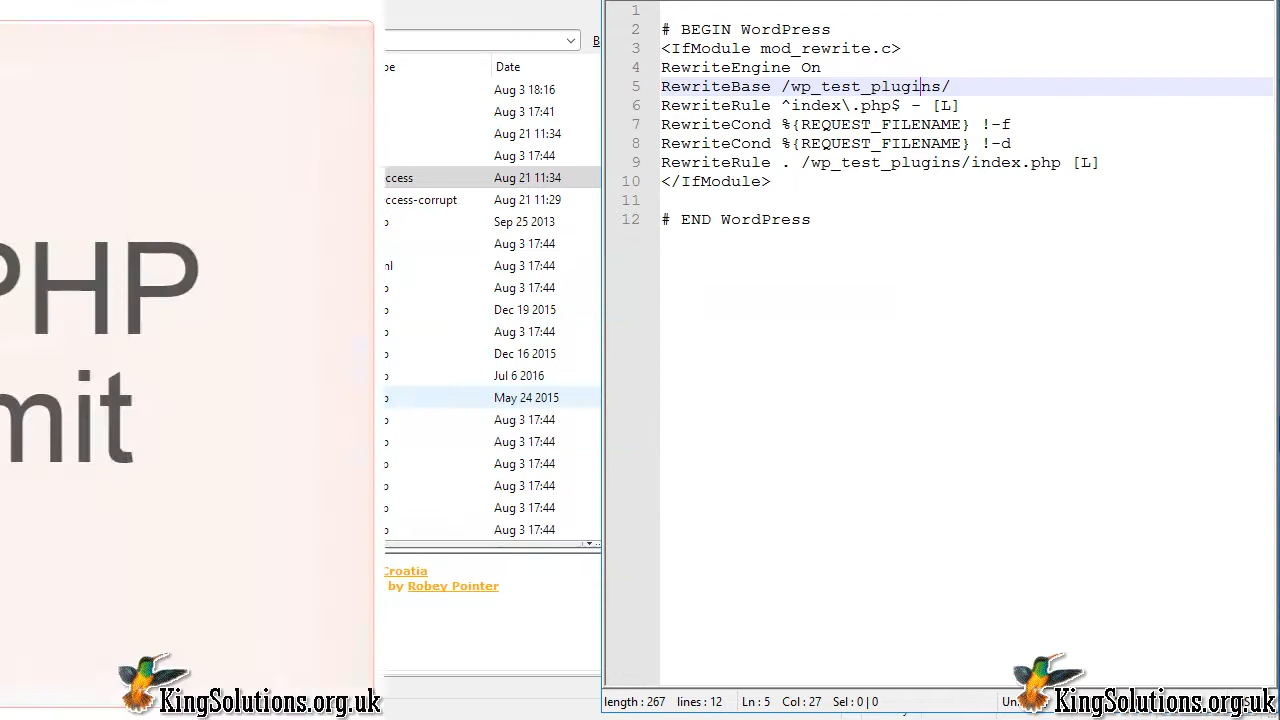 PHP
mit
pe
Date
B
Aug 3 18:16
Aug 3 17:41
Aug 21 11:34
Aug 3 17:44
ccess Aug 21 11:34
ccess-corrupt Aug 21 11:29
p Sep 25 2013
Aug 3 17:44
ml Aug 3 17:44
p Aug 3 17:44
p Dec 19 2015
p Aug 3 17:44
p Dec 16 2015
p Jul 6 2016
p May 24 2015
p Aug 3 17:44
p Aug 3 17:44
p Aug 3 17:44
p Aug 3 17:44
p Aug 3 17:44
p Aug 3 17:44
Croatia
by Robey Pointer
1
2 # BEGIN WordPress
3 <IfModule mod_rewrite.c>
4 RewriteEngine On
5 RewriteBase /wp_test_plugins/
6 RewriteRule ^index\.php$ - [L]
7 RewriteCond %{REQUEST_FILENAME} !-f
8 RewriteCond %{REQUEST_FILENAME} !-d
9 RewriteRule . /wp_test_plugins/index.php [L]
10 </IfModule>
11
12 # END WordPress
length : 267 lines : 12 Ln : 5 Col : 27 Sel : 0 | 0
KingSolutions.org.uk
KingSolutions.org.uk